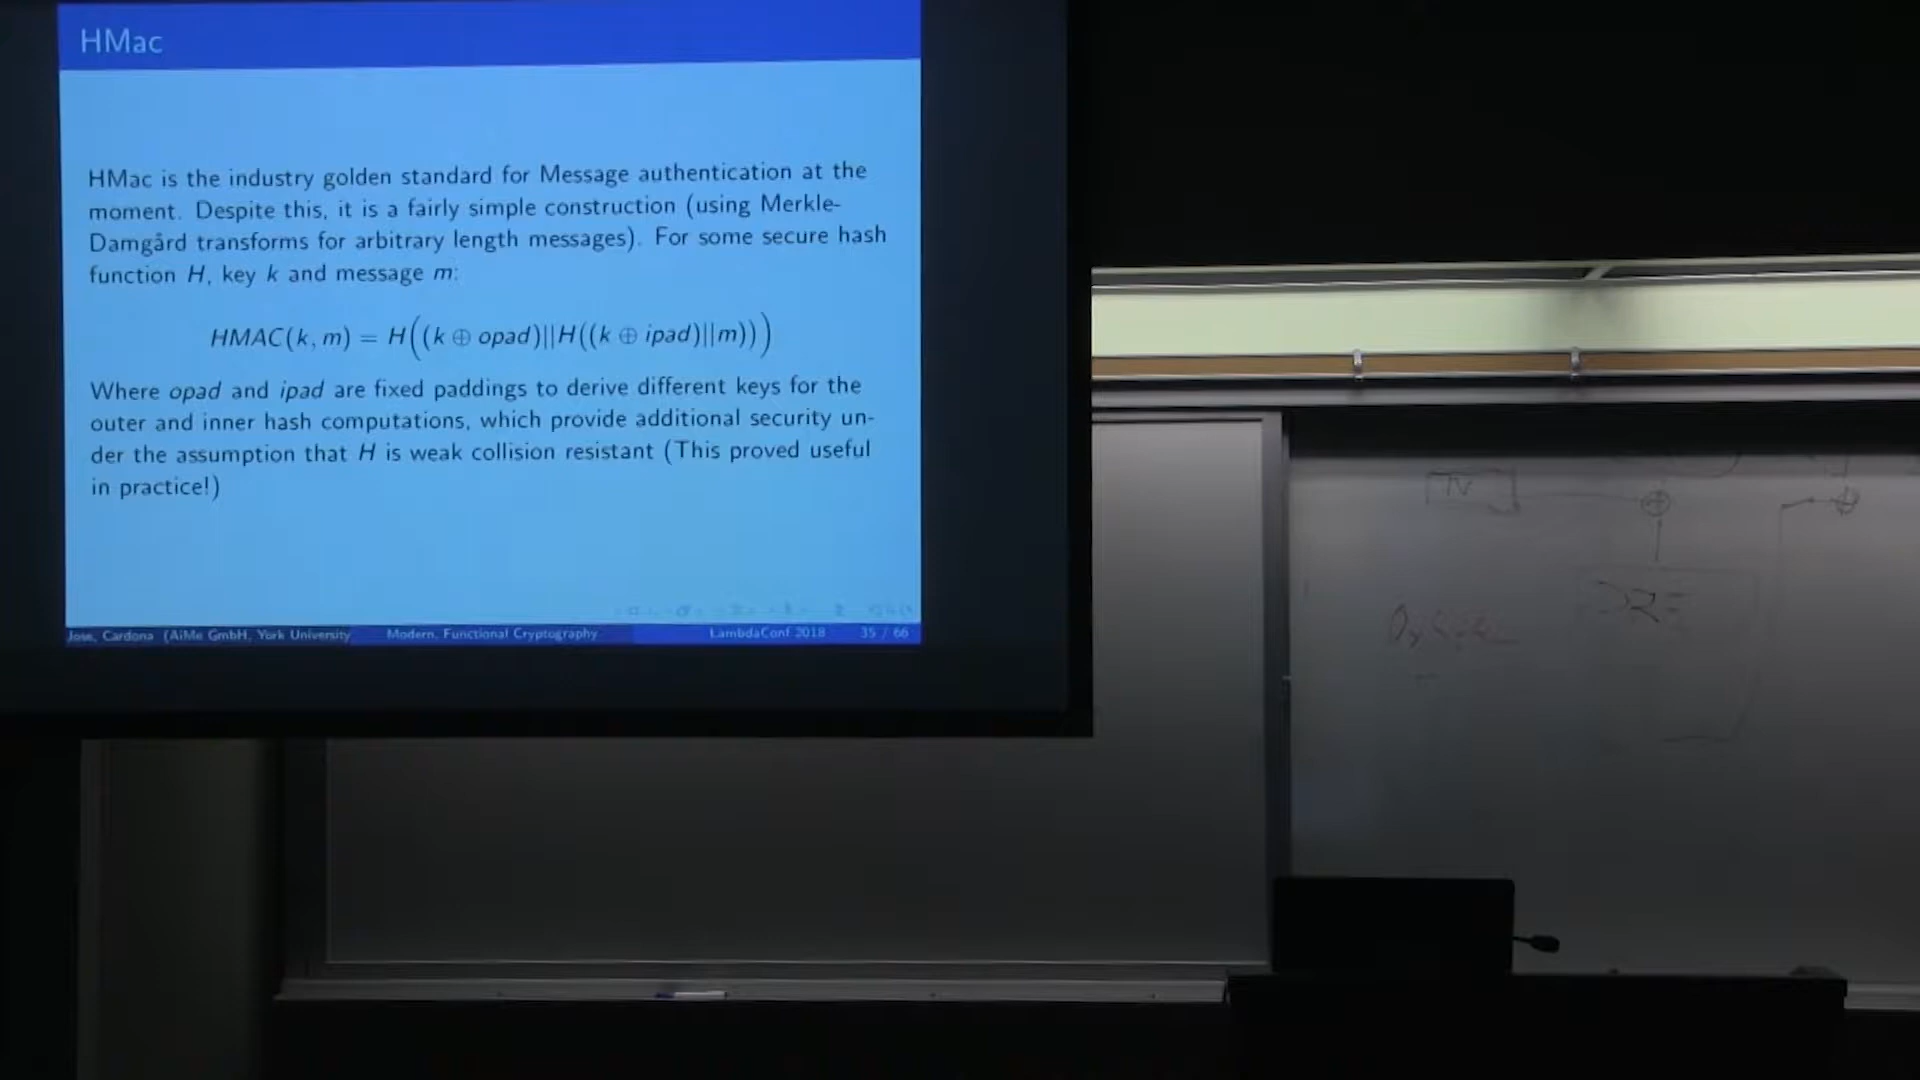 HMac
HMac is the industry golden standard for Message authentication at the
moment. Despite this, it is a fairly simple construction (using Merkle-
Damgård transforms for arbitrary length messages). For some secure hash
function H, key k and message m:
HMAC(k, m) = H((k ⊕ opad)||H((k ⊕ ipad)||m))
Where opad and ipad are fixed paddings to derive different keys for the
outer and inner hash computations, which provide additional security un-
der the assumption that H is weak collision resistant (This proved useful
in practice!)
Jose, Cardona (AiMe GmbH, York University Modern, Functional Cryptography LambdaConf 2018 35 / 66
IV